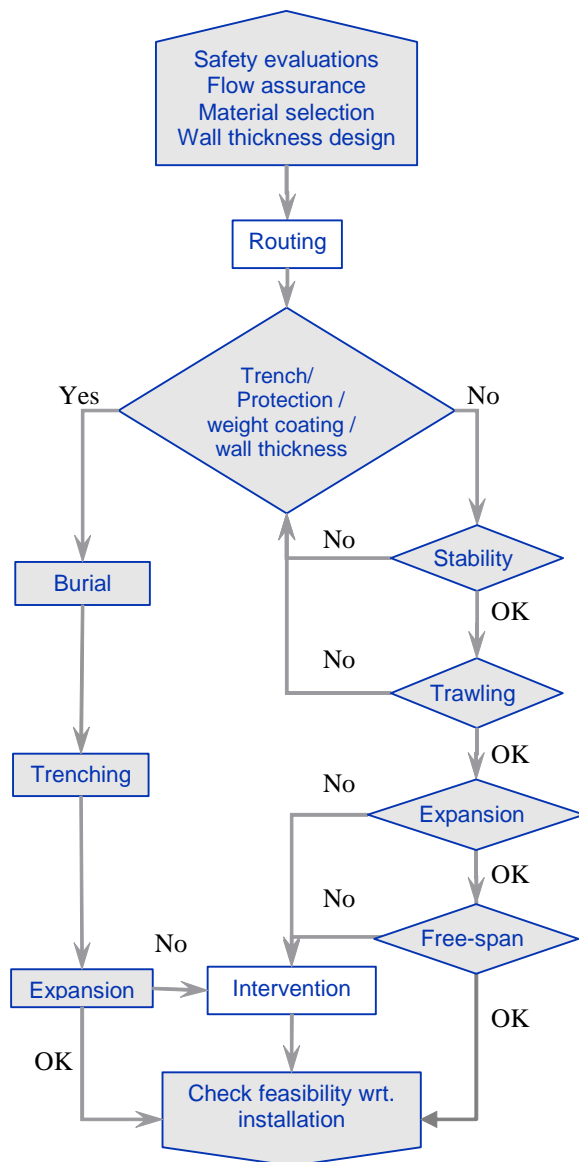 Safety evaluations
Flow assurance
Material selection
Wall thickness design
Routing
Yes
No
Trench/
Protection /
weight coating /
wall thickness
No
Stability
Burial
OK
No
Trawling
OK
Trenching
No
Expansion
OK
No
Free-span
No
Expansion
Intervention
OK
OK
Check feasibility wrt.
installation